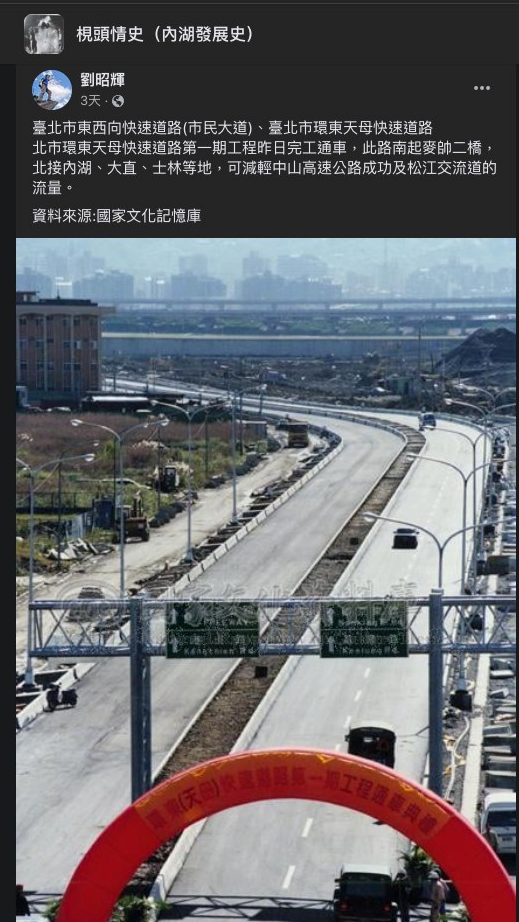 梘頭情史（內湖發展史）
劉昭輝
3天
臺北市東西向快速道路(市民大道)、臺北市環東天母快速道路
北市環東天母快速道路第一期工程昨日完工通車，此路南起麥帥二橋，
北接內湖、大直、士林等地，可減輕中山高速公路成功及松江交流道的
流量。
資料來源:國家文化記憶庫
環東(天母)快速道路第一期工程通車典禮